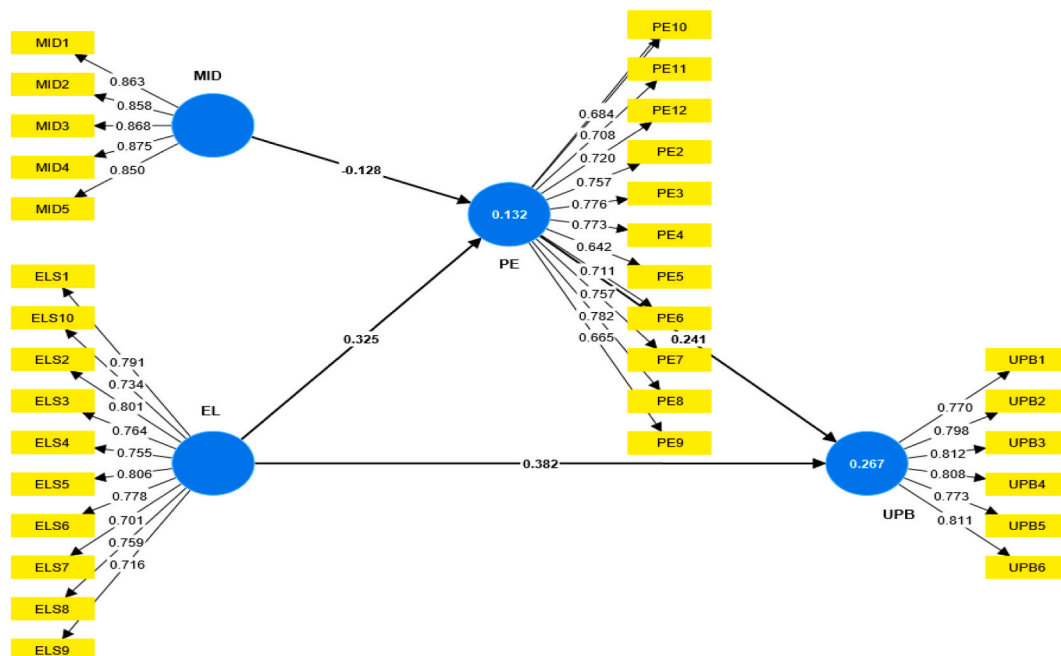 MID1
MID2
MID3
MID4
MID5
0.863
0.858
0.868
0.875
0.850
MID
-0.128
PE10
PE11
PE12
PE2
PE3
PE4
PE5
PE6
PE7
PE8
PE9
0.684
0.708
0.720
0.757
0.776
0.773
0.642
0.711
0.757
0.782
0.665
0.132
PE
0.325
0.241
ELS1
ELS10
ELS2
ELS3
ELS4
ELS5
ELS6
ELS7
ELS8
ELS9
0.791
0.734
0.801
0.764
0.755
0.806
0.778
0.701
0.759
0.716
EL
0.382
0.267
UPB
0.770
0.798
0.812
0.808
0.773
0.811
UPB1
UPB2
UPB3
UPB4
UPB5
UPB6